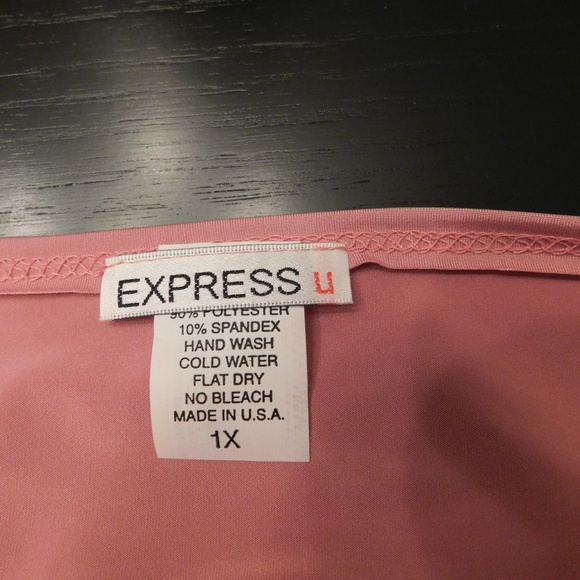 EXPRESS u
90% POLYESTER
10% SPANDEX
HAND WASH
COLD WATER
FLAT DRY
NO BLEACH
MADE IN U.S.A.
1X